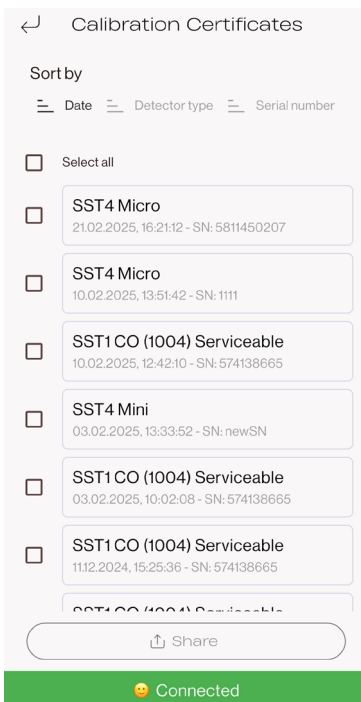 Calibration Certificates
Sort by
Date Detector type Serial number
Select all
SST4 Micro
21.02.2025, 16:21:12 - SN: 5811450207
SST4 Micro
10.02.2025, 13:51:42 - SN: 1111
SST1 CO (1004) Serviceable
10.02.2025, 12:42:10 - SN: 574138665
SST4 Mini
03.02.2025, 13:33:52 - SN: newSN
SST1 CO (1004) Serviceable
03.02.2025, 10:02:08 - SN: 574138665
SST1 CO (1004) Serviceable
11.12.2024, 15:25:36 - SN: 574138665
SST1 CO (1004) Serviceable
Share
Connected